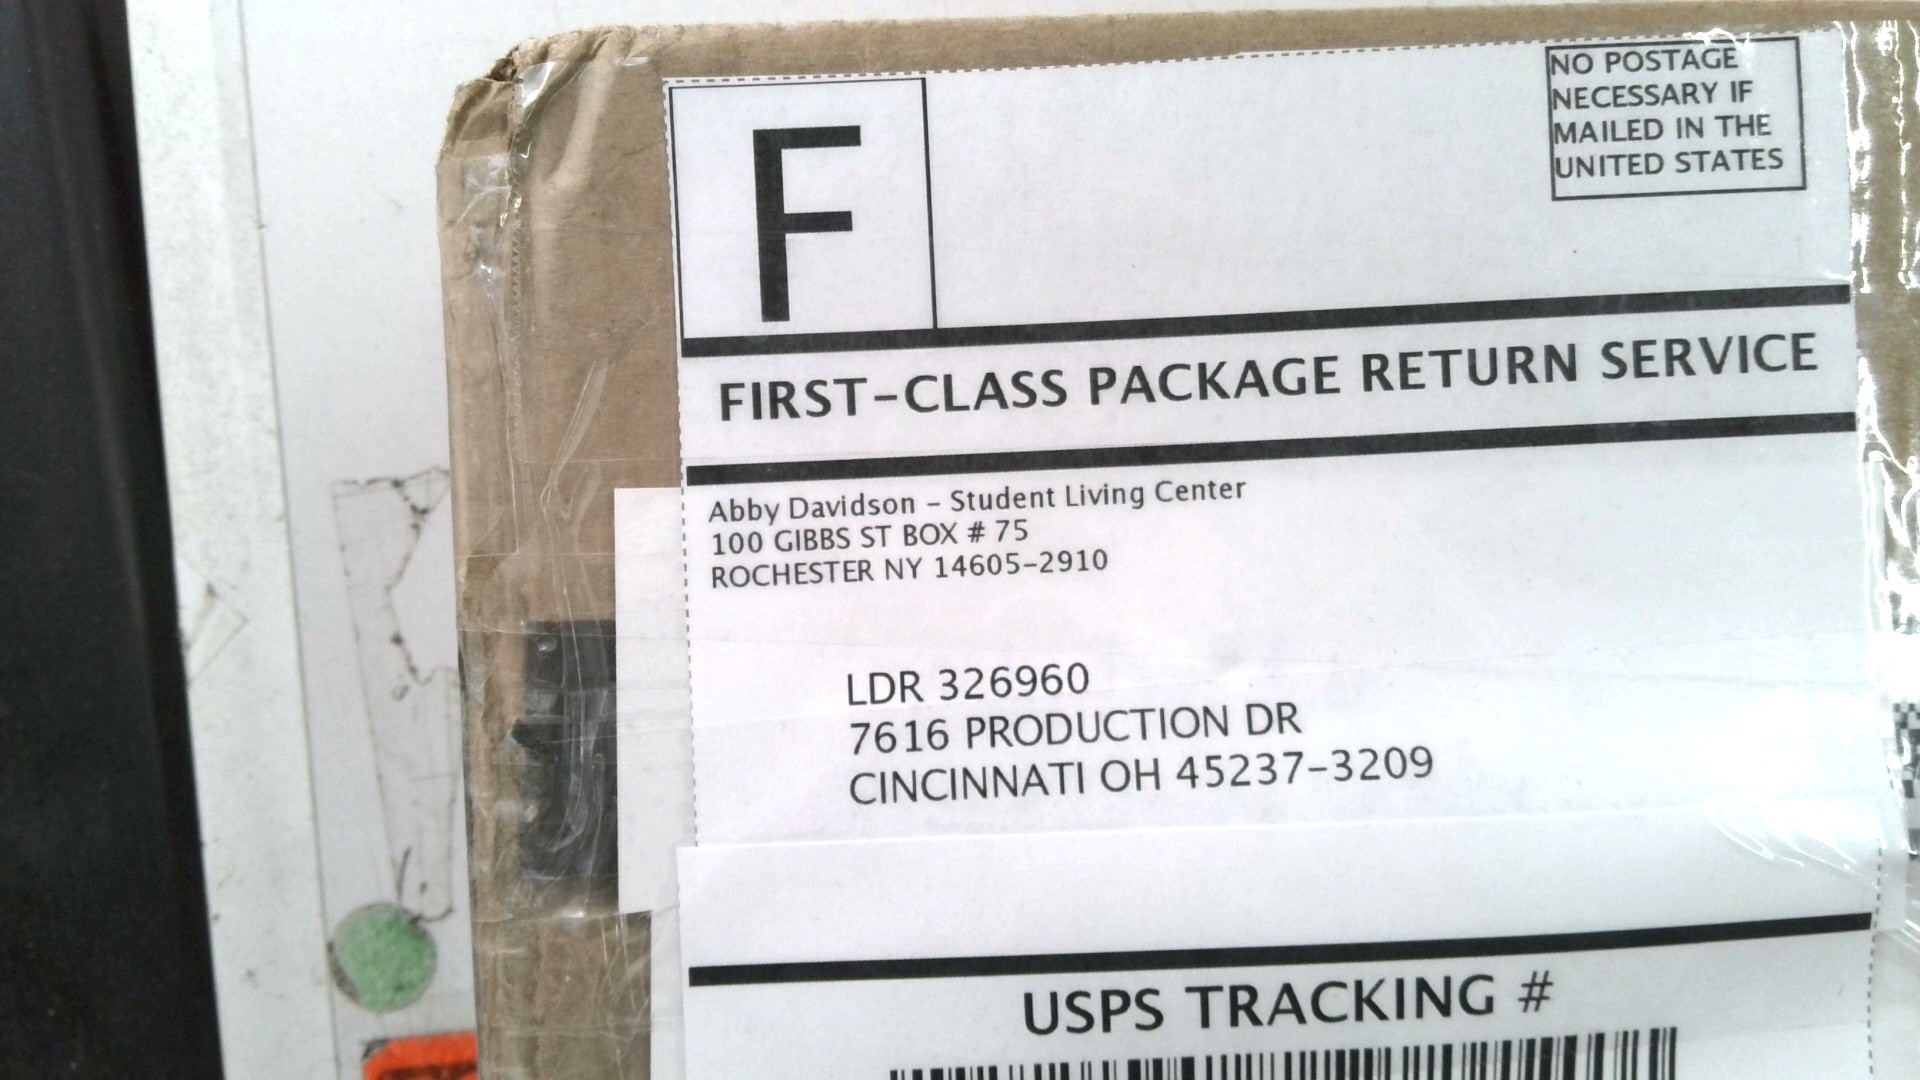 F
NO POSTAGE
NECESSARY IF
MAILED IN THE
UNITED STATES
FIRST-CLASS PACKAGE RETURN SERVICE
Abby Davidson - Student Living Center
100 GIBBS ST BOX # 75
ROCHESTER NY 14605-2910
LDR 326960
7616 PRODUCTION DR
CINCINNATI OH 45237-3209
USPS TRACKING #